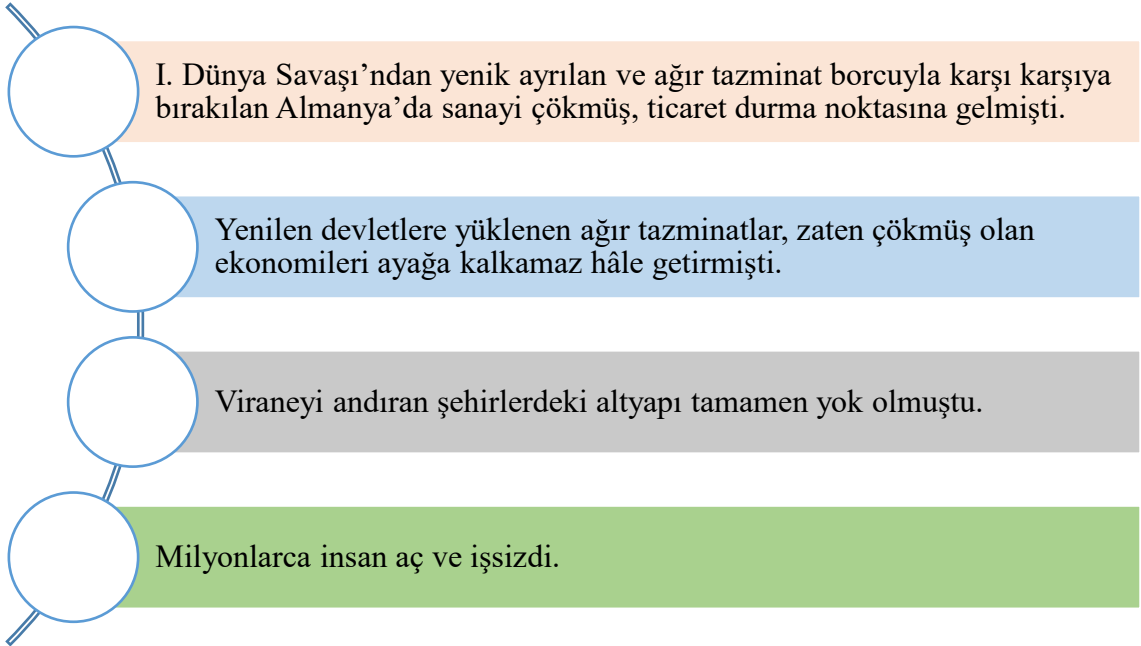 I. Dünya Savaşı’ndan yenik ayrılan ve ağır tazminat borcuyla karşı karşıya
bırakılan Almanya’da sanayi çökmüş, ticaret durma noktasına gelmişti.
Yenilen devletlere yüklenen ağır tazminatlar, zaten çökmüş olan
ekonomileri ayağa kalkamaz hâle getirmişti.
Viraneyi andıran şehirlerdeki altyapı tamamen yok olmuştu.
Milyonlarca insan aç ve işsizdi.